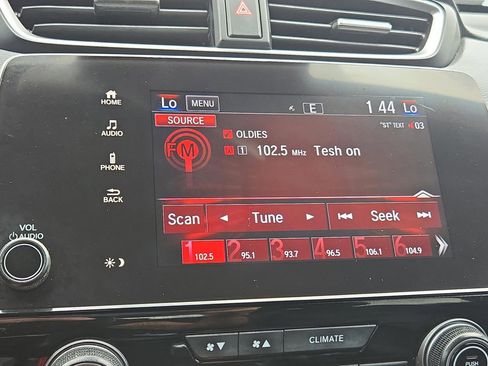 Lo MENU E 1 44 Lo
HOME
SOURCE
"ST" TEXT 03
OLDIES
AUDIO
FM
1 102.5 MHz Tesh on
PHONE
BACK
Scan Tune Seek
VOL
AUDIO
1 102.5 2 95.1 3 93.7 4 96.5 5 106.1 6 104.9
CLIMATE
PUSH